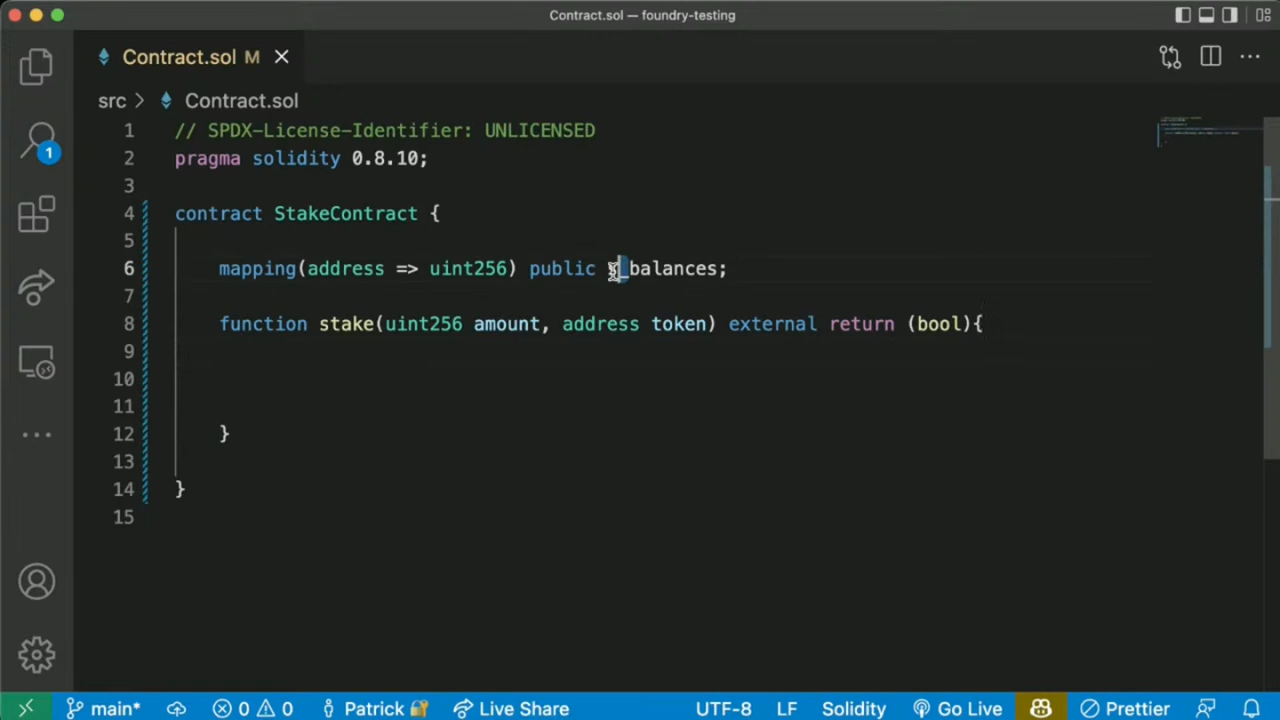 Contract.sol — foundry-testing
Contract.sol M
src > Contract.sol
1 // SPDX-License-Identifier: UNLICENSED
2 pragma solidity 0.8.10;
3
4 contract StakeContract {
5
6 mapping(address => uint256) public s_balances;
7
8 function stake(uint256 amount, address token) external return (bool){
9
10
11
12 }
13
14 }
15
1
main* 0 0 Patrick 🔐 Live Share UTF-8 LF Solidity Go Live Prettier